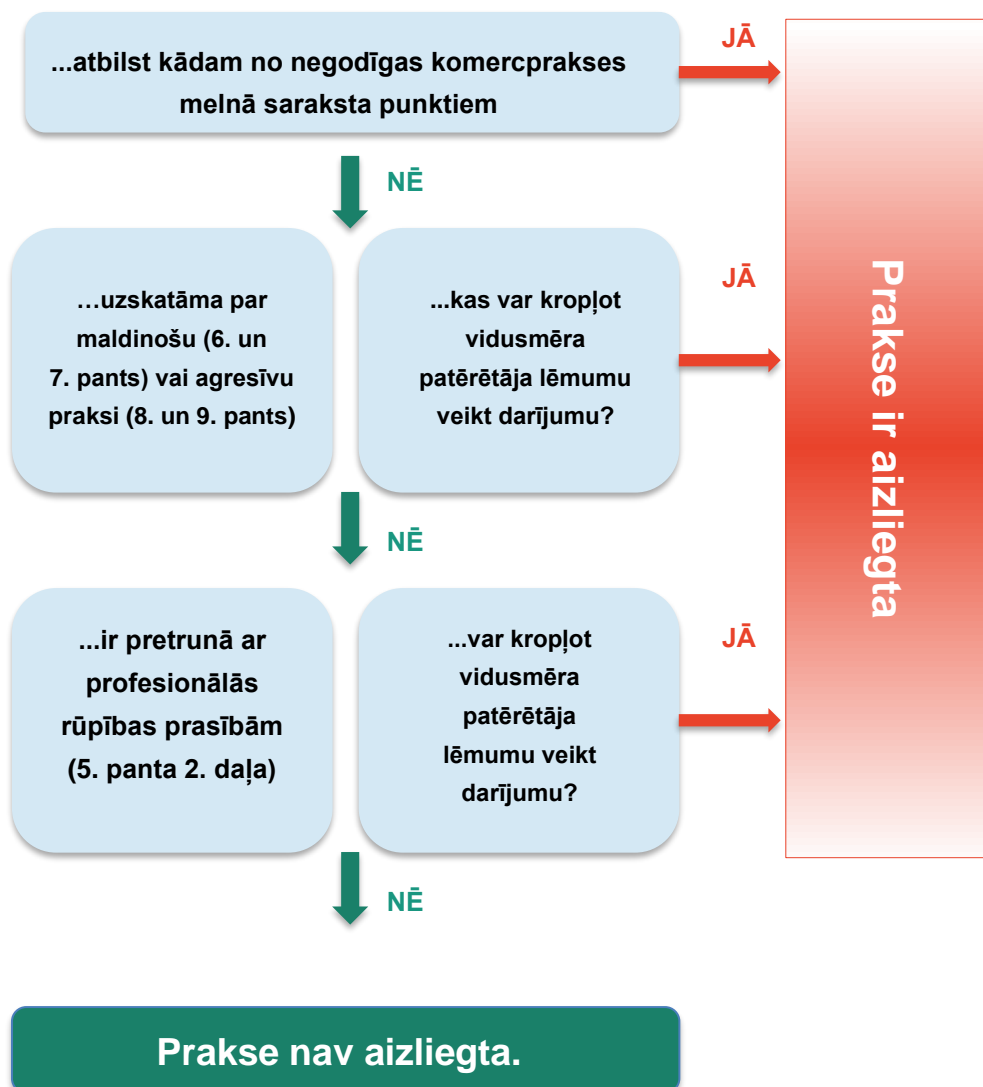 ...atbilst kādam no negodīgas komercprakses
melnā saraksta punktiem
JĀ
NĒ
...uzskatāma par
maldinošu (6. un
7. pants) vai agresīvu
praksi (8. un 9. pants)
...kas var kropļot
vidusmēra
patērētāja lēmumu
veikt darījumu?
JĀ
NĒ
...ir pretrunā ar
profesionālās
rūpības prasībām
(5. panta 2. daļa)
...var kropļot
vidusmēra
patērētāja
lēmumu veikt
darījumu?
JĀ
NĒ
Prakse ir aizliegta
Prakse nav aizliegta.